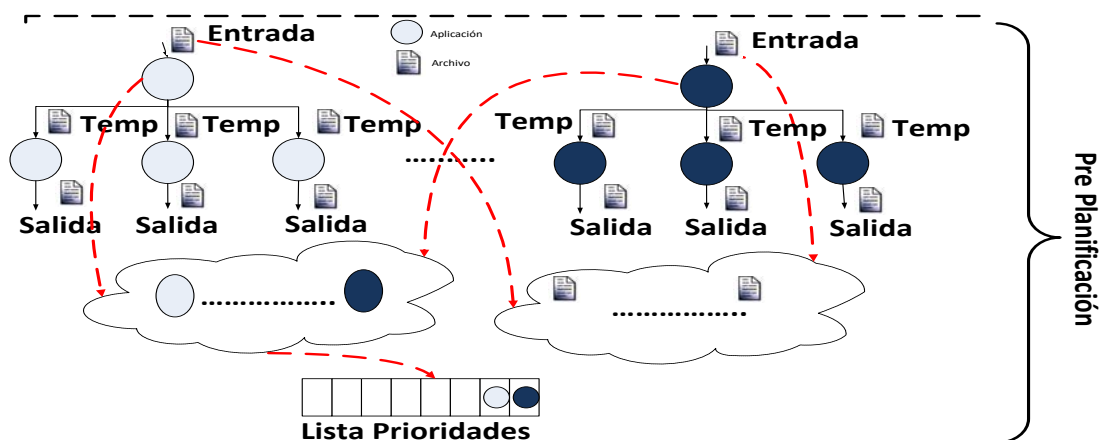 Entrada
Aplicación
Archivo
Entrada
Temp
Temp
Temp
Temp
Temp
Temp
Salida
Salida
Salida
Salida
Salida
Salida
Lista Prioridades
Pre Planificación